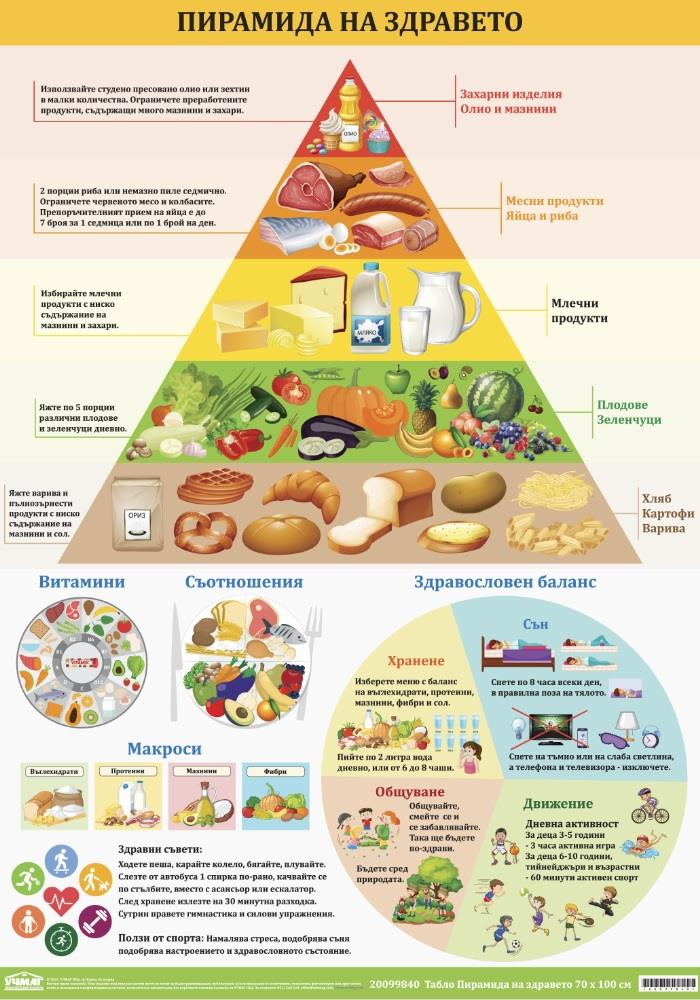 ПИРАМИДА НА ЗДРАВЕТО
Използвайте студено пресовано олио или зехтин
в малки количества. Ограничете преработените
продукти, съдържащи много мазнини и захари.
Захарни изделия
Олио и мазнини
ОЛИО
2 порции риба или немазно пиле седмично.
Ограничете червеното месо и колбасите.
Препоръчителният прием на яйца е до
7 броя за 1 седмица или по 1 брой на ден.
Месни продукти
Яйца и риба
Избирайте млечни
продукти с ниско
съдържание на
мазнини и захари.
Млечни
продукти
МЛЯКО
Яжте по 5 порции
различни плодове
и зеленчуци дневно.
Плодове
Зеленчуци
Яжте варива и
пълнозърнести
продукти с ниско
съдържание на
мазнини и сол.
ОРИЗ
Хляб
Картофи
Варива
Витамини
Съотношения
Здравословен баланс
Хранене
Изберете меню с баланс
на въглехидрати, протеини,
мазнини, фибри и сол.
Пийте по 2 литра вода
дневно, или от 6 до 8 чаши.
Сън
Спете по 8 часа всеки ден,
в правилна поза на тялото.
Спете на тъмно или на слаба светлина,
а телефона и телевизора - изключете.
Макроси
Въглехидрати
Протеини
Мазнини
Фибри
Общуване
Общувайте,
смейте се и
се забавлявайте.
Така ще бъдете
по-здрави.
Бъдете сред
природата.
Движение
Дневна активност
За деца 3-5 години
- 3 часа активна игра
За деца 6-10 години,
тийнейджъри и възрастни
- 60 минути активен спорт
Здравни съвети:
Ходете пеша, карайте колело, бягайте, плувайте.
Слезте от автобуса 1 спирка по-рано, качвайте се
по стълбите, вместо с асансьор или ескалатор.
След хранене излезте на 30 минутна разходка.
Сутрин правете гимнастика и силови упражнения.
Ползи от спорта: Намалява стреса, подобрява съня
подобрява настроението и здравословното състояние.
УЧМАГ
20099840 Табло Пирамида на здравето 70 x 100 см